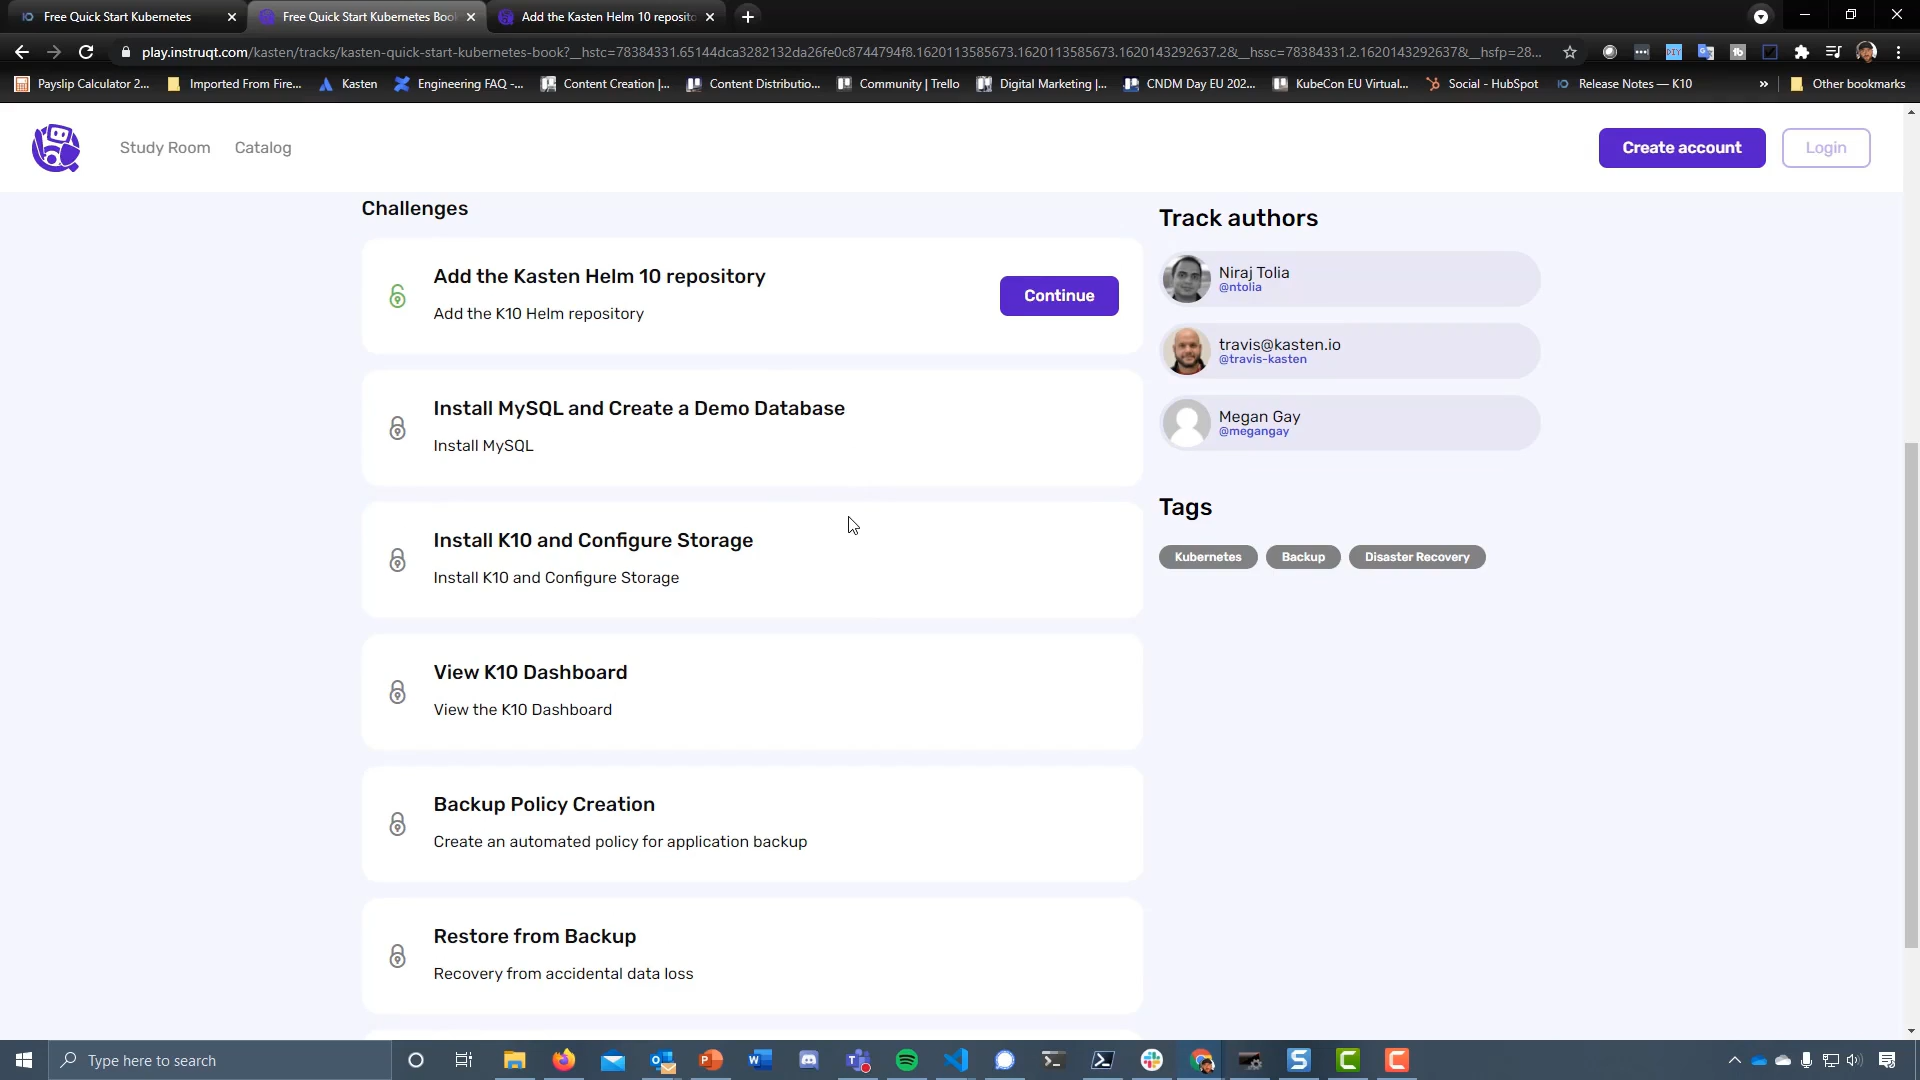 Free Quick Start Kubernetes
Free Quick Start Kubernetes Boo
Add the Kasten Helm 10 reposito
play.instruqt.com/kasten/tracks/kasten-quick-start-kubernetes-book?__hstc=78384331.65144dca3282132da26fe0c8744794f8.1620113585673.1620113585673.1620143292637.2&__hssc=78384331.2.1620143292637&__hsfp=28...
Payslip Calculator 2...
Imported From Fire...
Kasten
Engineering FAQ -...
Content Creation |...
Content Distributio...
Community | Trello
Digital Marketing |...
CNDM Day EU 202...
KubeCon EU Virtual...
Social - HubSpot
Release Notes — K10
»
Other bookmarks
Study Room
Catalog
Create account
Login
Challenges
Add the Kasten Helm 10 repository
Add the K10 Helm repository
Continue
Install MySQL and Create a Demo Database
Install MySQL
Install K10 and Configure Storage
Install K10 and Configure Storage
View K10 Dashboard
View the K10 Dashboard
Backup Policy Creation
Create an automated policy for application backup
Restore from Backup
Recovery from accidental data loss
Track authors
Niraj Tolia
@ntolia
travis@kasten.io
@travis-kasten
Megan Gay
@megangay
Tags
Kubernetes
Backup
Disaster Recovery
Type here to search